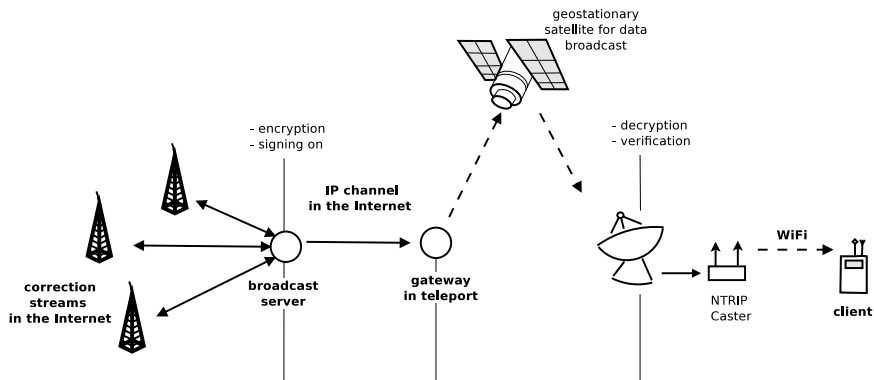 geostationary
satellite for data
broadcast
- encryption
- signing on
- decryption
- verification
IP channel
in the Internet
WiFi
correction
streams
in the Internet
broadcast
server
gateway
in teleport
NTRIP
Caster
client